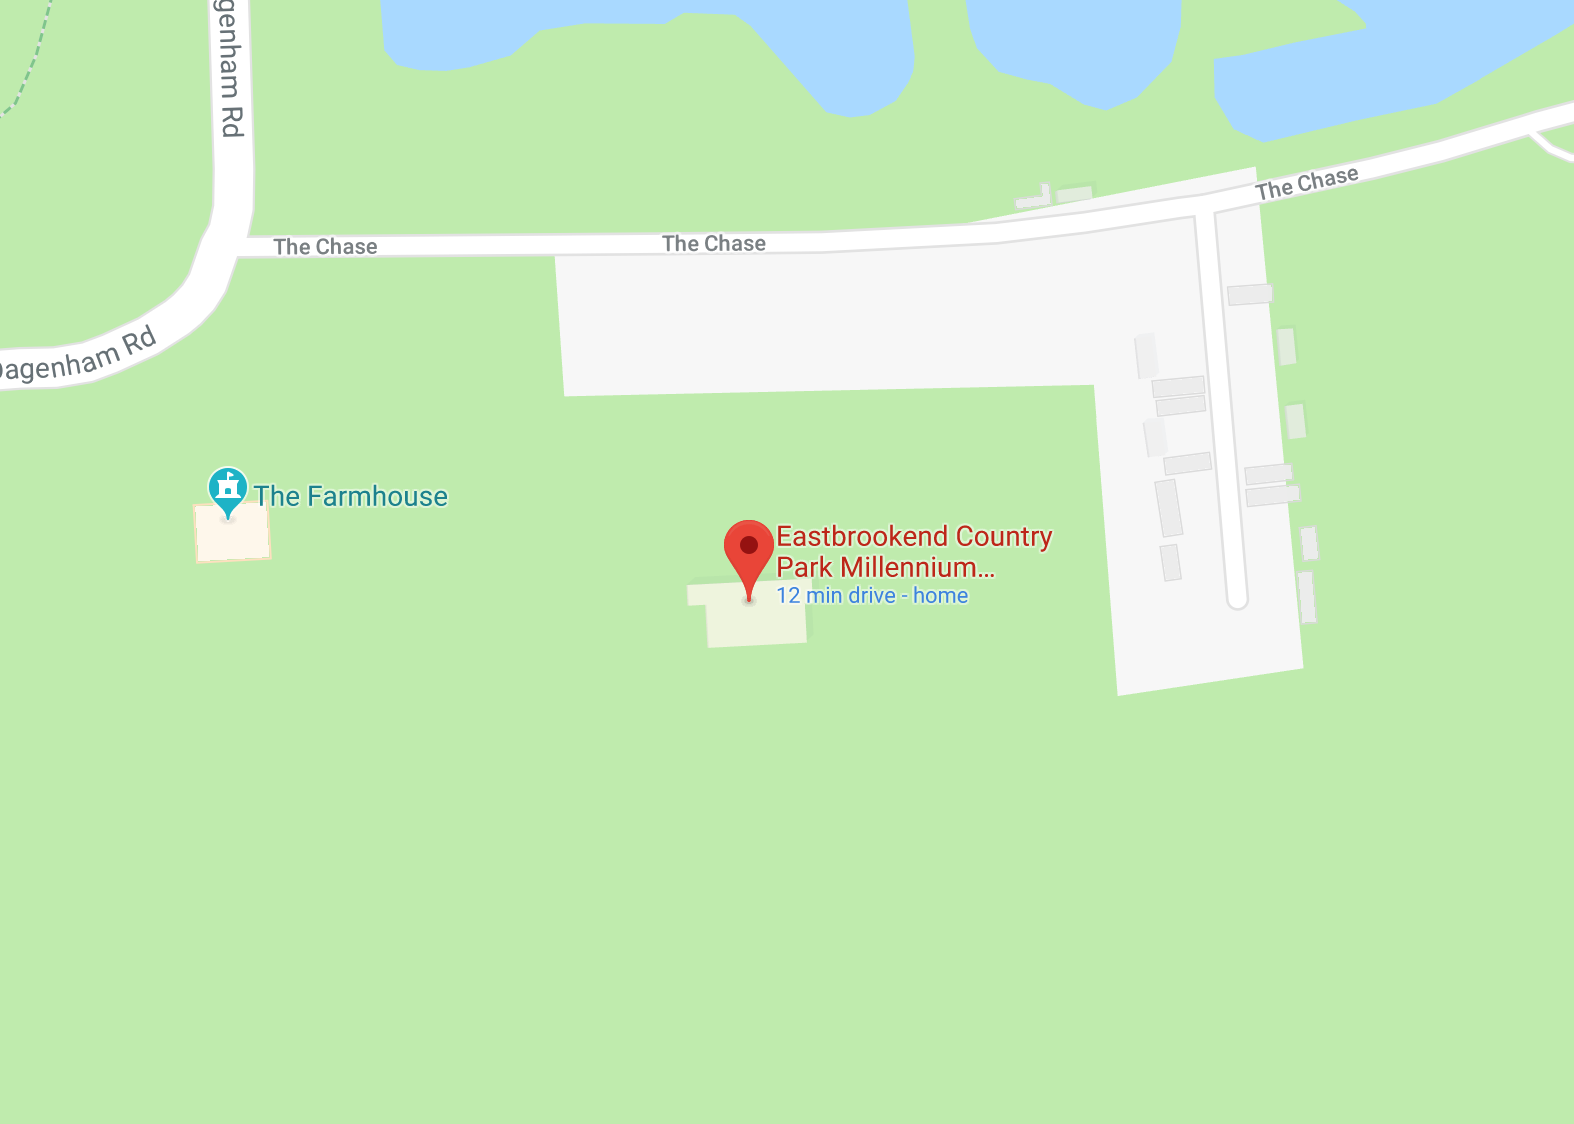 genham Rd
The Chase
The Chase
The Chase
Dagenham Rd
The Farmhouse
Eastbrookend Country
Park Millennium...
12 min drive - home